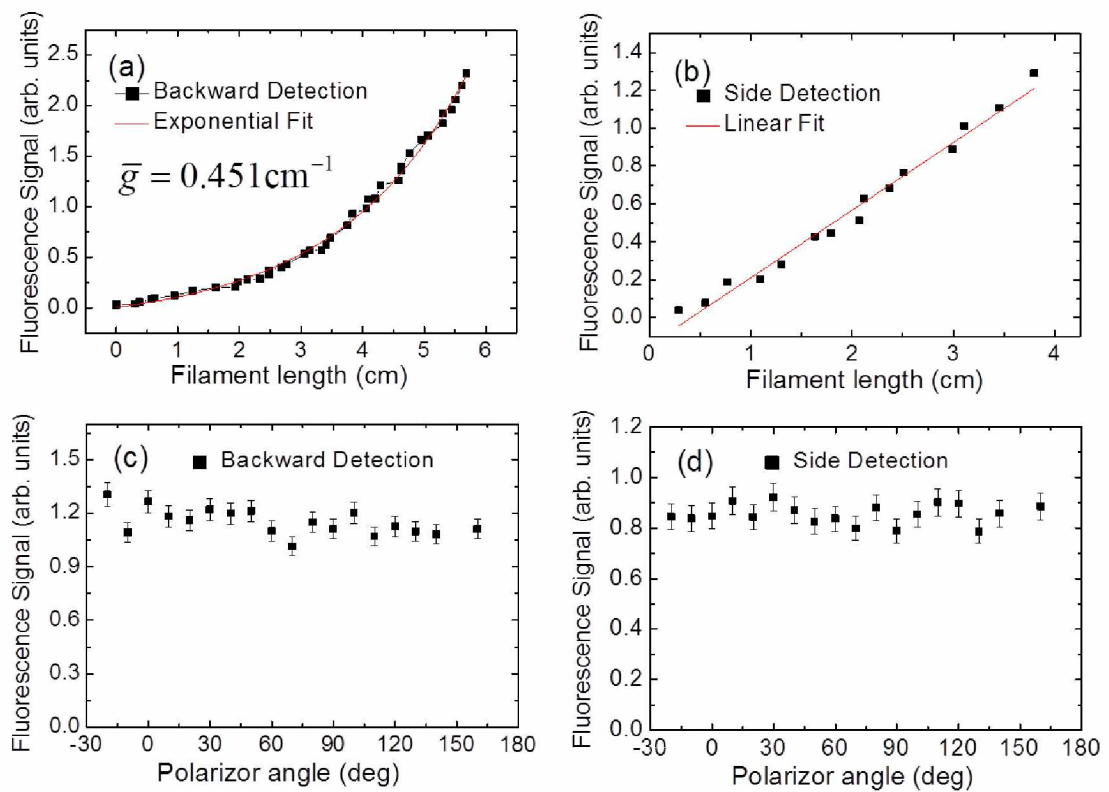 (a)
Backward Detection
Exponential Fit
g̅ = 0.451cm⁻¹
Fluorescence Signal (arb. units)
2.5
2.0
1.5
1.0
0.5
0.0
0 1 2 3 4 5 6
Filament length (cm)
(b)
Side Detection
Linear Fit
Fluorescence Signal (arb. units)
1.4
1.2
1.0
0.8
0.6
0.4
0.2
0.0
0 1 2 3 4
Filament length (cm)
(c)
Backward Detection
Fluorescence Signal (arb. units)
1.5
1.2
0.9
0.6
0.3
0.0
-30 0 30 60 90 120 150 180
Polarizor angle (deg)
(d)
Side Detection
Fluorescence Signal (arb. units)
1.2
1.0
0.8
0.6
0.4
0.2
0.0
-30 0 30 60 90 120 150 180
Polarizor angle (deg)